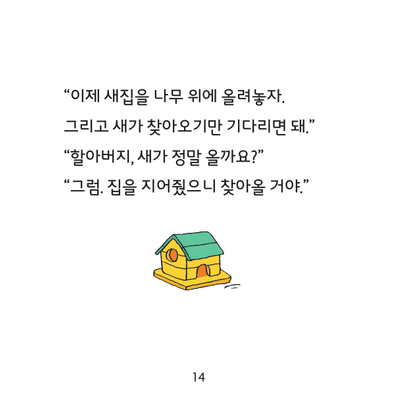 “이제 새집을 나무 위에 올려놓자.
그리고 새가 찾아오기만 기다리면 돼.”
“할아버지, 새가 정말 올까요?”
“그럼. 집을 지어줬으니 찾아올 거야.”
14